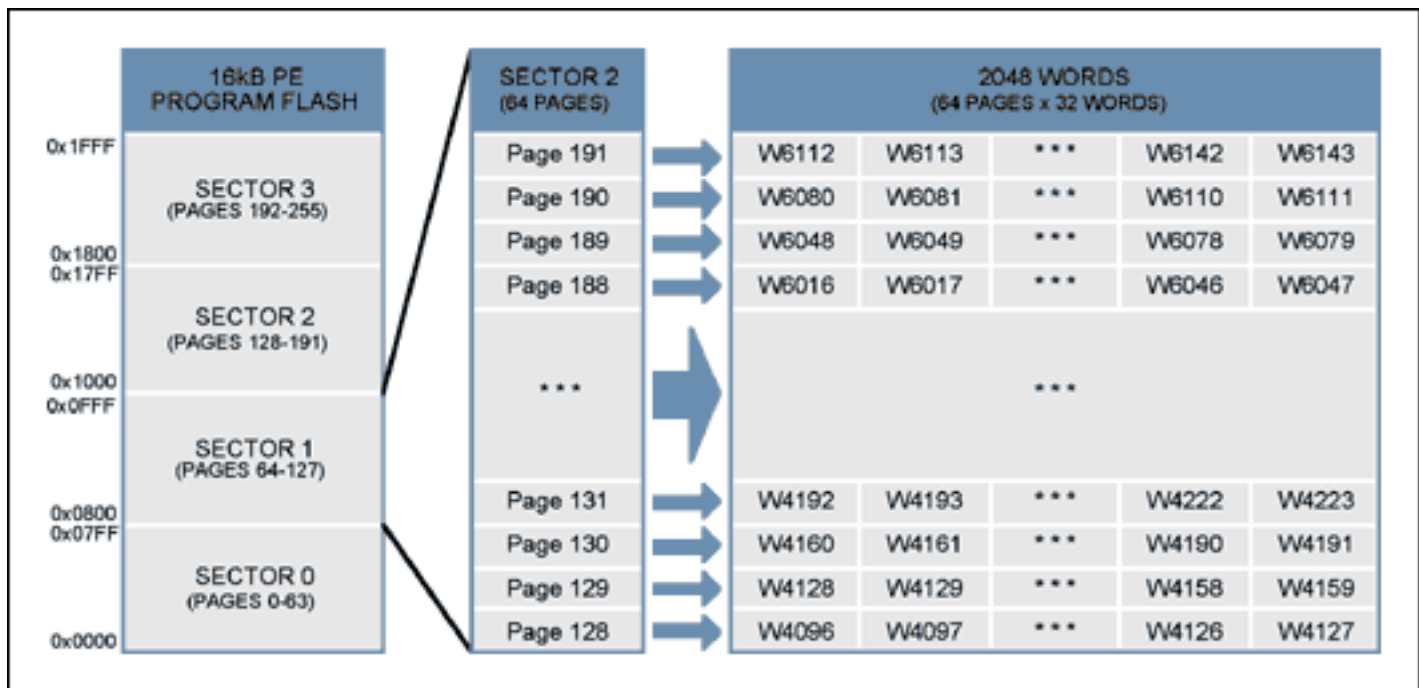 16kB PE
PROGRAM FLASH
0x1FFF
SECTOR 3
(PAGES 192-255)
0x1800
0x17FF
SECTOR 2
(PAGES 128-191)
0x1000
0x0FFF
SECTOR 1
(PAGES 64-127)
0x0800
0x07FF
SECTOR 0
(PAGES 0-63)
0x0000
SECTOR 2
(64 PAGES)
2048 WORDS
(64 PAGES x 32 WORDS)
Page 191 W6112 W6113 * * * W6142 W6143
Page 190 W6080 W6081 * * * W6110 W6111
Page 189 W6048 W6049 * * * W6078 W6079
Page 188 W6016 W6017 * * * W6046 W6047
* * * * * *
Page 131 W4192 W4193 * * * W4222 W4223
Page 130 W4160 W4161 * * * W4190 W4191
Page 129 W4128 W4129 * * * W4158 W4159
Page 128 W4096 W4097 * * * W4126 W4127